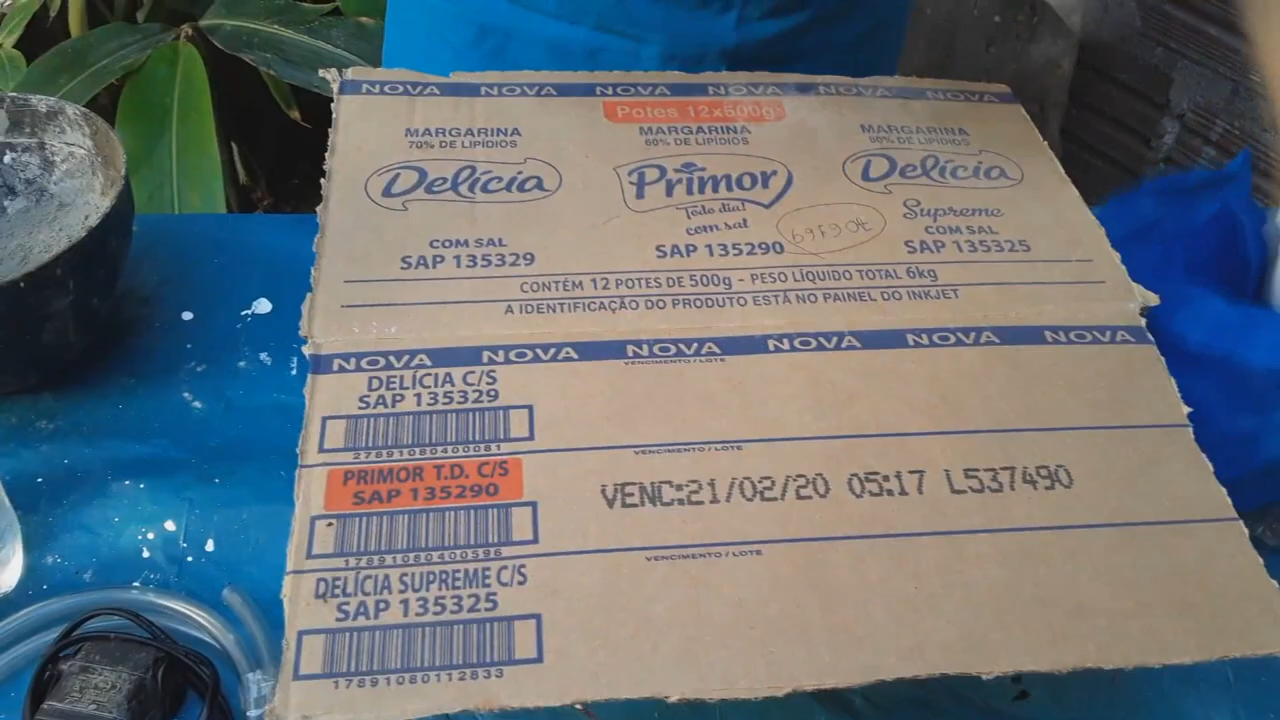 NOVA NOVA NOVA NOVA NOVA NOVA
Potes 12x500g
MARGARINA
70% DE LIPÍDIOS
Delícia
COM SAL
SAP 135329
MARGARINA
60% DE LIPÍDIOS
Primor
Todo dia!
com sal
SAP 135290
MARGARINA
80% DE LIPÍDIOS
Delícia
Supreme
COM SAL
SAP 135325
CONTÉM 12 POTES DE 500g - PESO LÍQUIDO TOTAL 6kg
A IDENTIFICAÇÃO DO PRODUTO ESTÁ NO PAINEL DO INKJET
NOVA NOVA NOVA NOVA NOVA NOVA
VENCIMENTO / LOTE
DELÍCIA C/S
SAP 135329
27891080400081
VENCIMENTO / LOTE
PRIMOR T.D. C/S
SAP 135290
VENC:21/02/20 05:17 L537490
17891080400596
VENCIMENTO / LOTE
DELÍCIA SUPREME C/S
SAP 135325
17891080112833